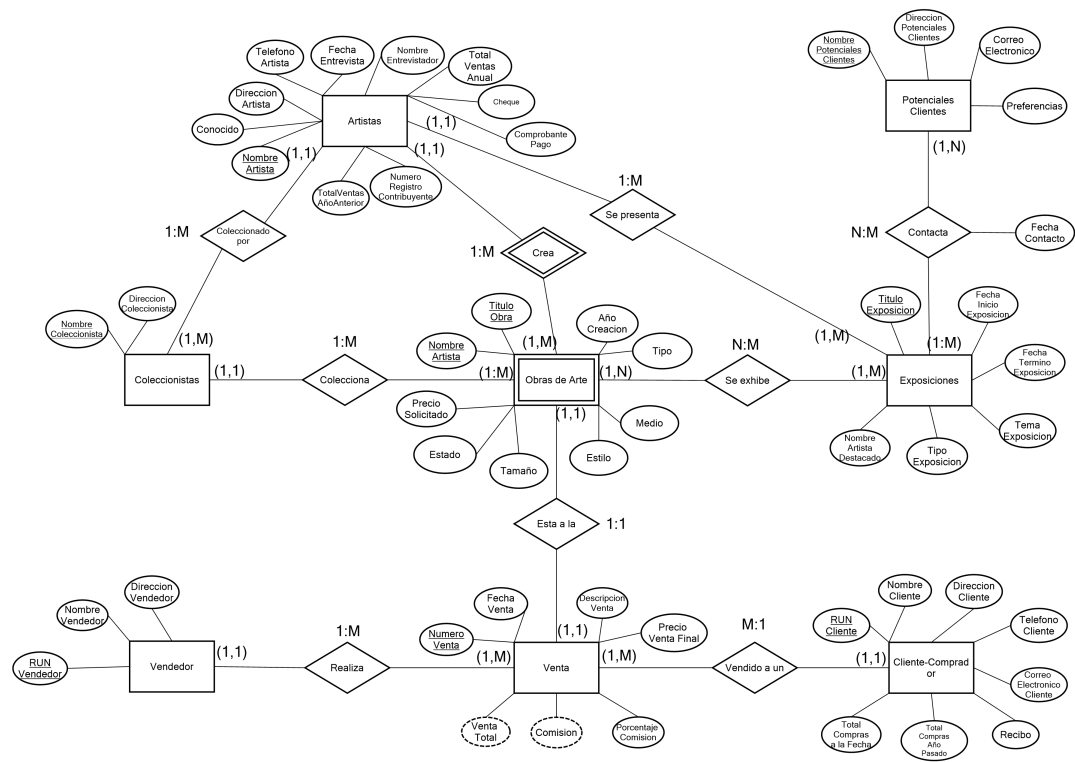 Telefono
Artista
Fecha
Entrevista
Nombre
Entrevistador
Total
Ventas
Anual
Direccion
Artista
Cheque
Conocido
Artistas
Comprobante
Pago
Nombre
Artista
(1,1)
(1,1)
(1,1)
TotalVentas
AñoAnterior
Numero
Registro
Contribuyente
Nombre
Potenciales
Clientes
Direccion
Potenciales
Clientes
Correo
Electronico
Potenciales
Clientes
Preferencias
(1,N)
1:M
Se presenta
1:M
Coleccionado
por
1:M
Crea
N:M
Contacta
Fecha
Contacto
Nombre
Coleccionista
Direccion
Coleccionista
(1,M)
Coleccionistas
(1,1)
1:M
Colecciona
(1:M)
Titulo
Obra
Nombre
Artista
Año
Creacion
Tipo
(1,M)
Obras de Arte
(1,N)
(1,1)
Precio
Solicitado
Estado
Tamaño
Estilo
Medio
N:M
Se exhibe
(1,M)
(1,M)
(1:M)
Titulo
Exposicion
Fecha
Inicio
Exposicion
Fecha
Termino
Exposicion
Exposiciones
Nombre
Artista
Destacado
Tipo
Exposicion
Tema
Exposicion
Esta a la
1:1
Direccion
Vendedor
Nombre
Vendedor
RUN
Vendedor
Vendedor
(1,1)
1:M
Realiza
(1,M)
Fecha
Venta
Descripcion
Venta
Numero
Venta
Precio
Venta Final
(1,1)
Venta
(1,M)
Venta
Total
Comision
Porcentaje
Comision
M:1
Vendido a un
(1,1)
Nombre
Cliente
Direccion
Cliente
RUN
Cliente
Telefono
Cliente
Cliente-Comprad
or
Correo
Electronico
Cliente
Total
Compras
a la Fecha
Total
Compras
Año
Pasado
Recibo